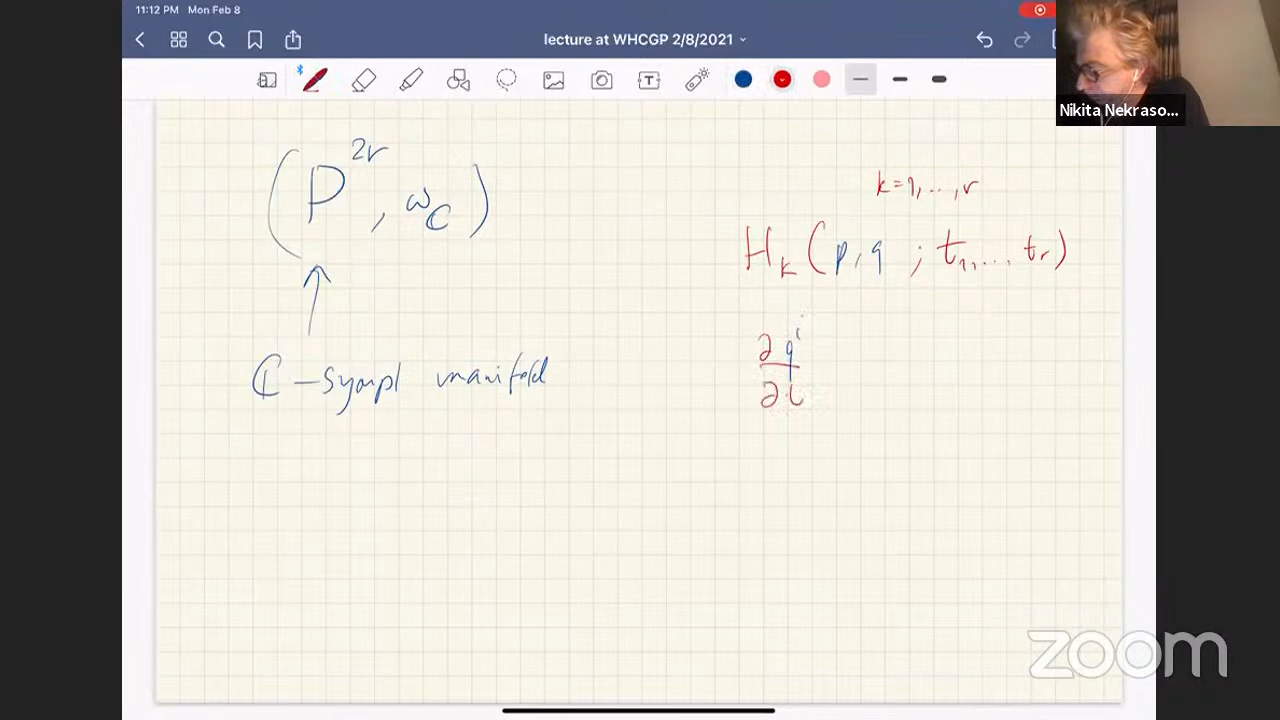 11:12 PM Mon Feb 8
lecture at WHCGP 2/8/2021
Nikita Nekraso...
(P^{2r}, ω_ℂ)
k=1,...,r
H_k (p,q ; t_1,... t_r)
∂q^i
∂t
ℂ-sympl manifold
zoom